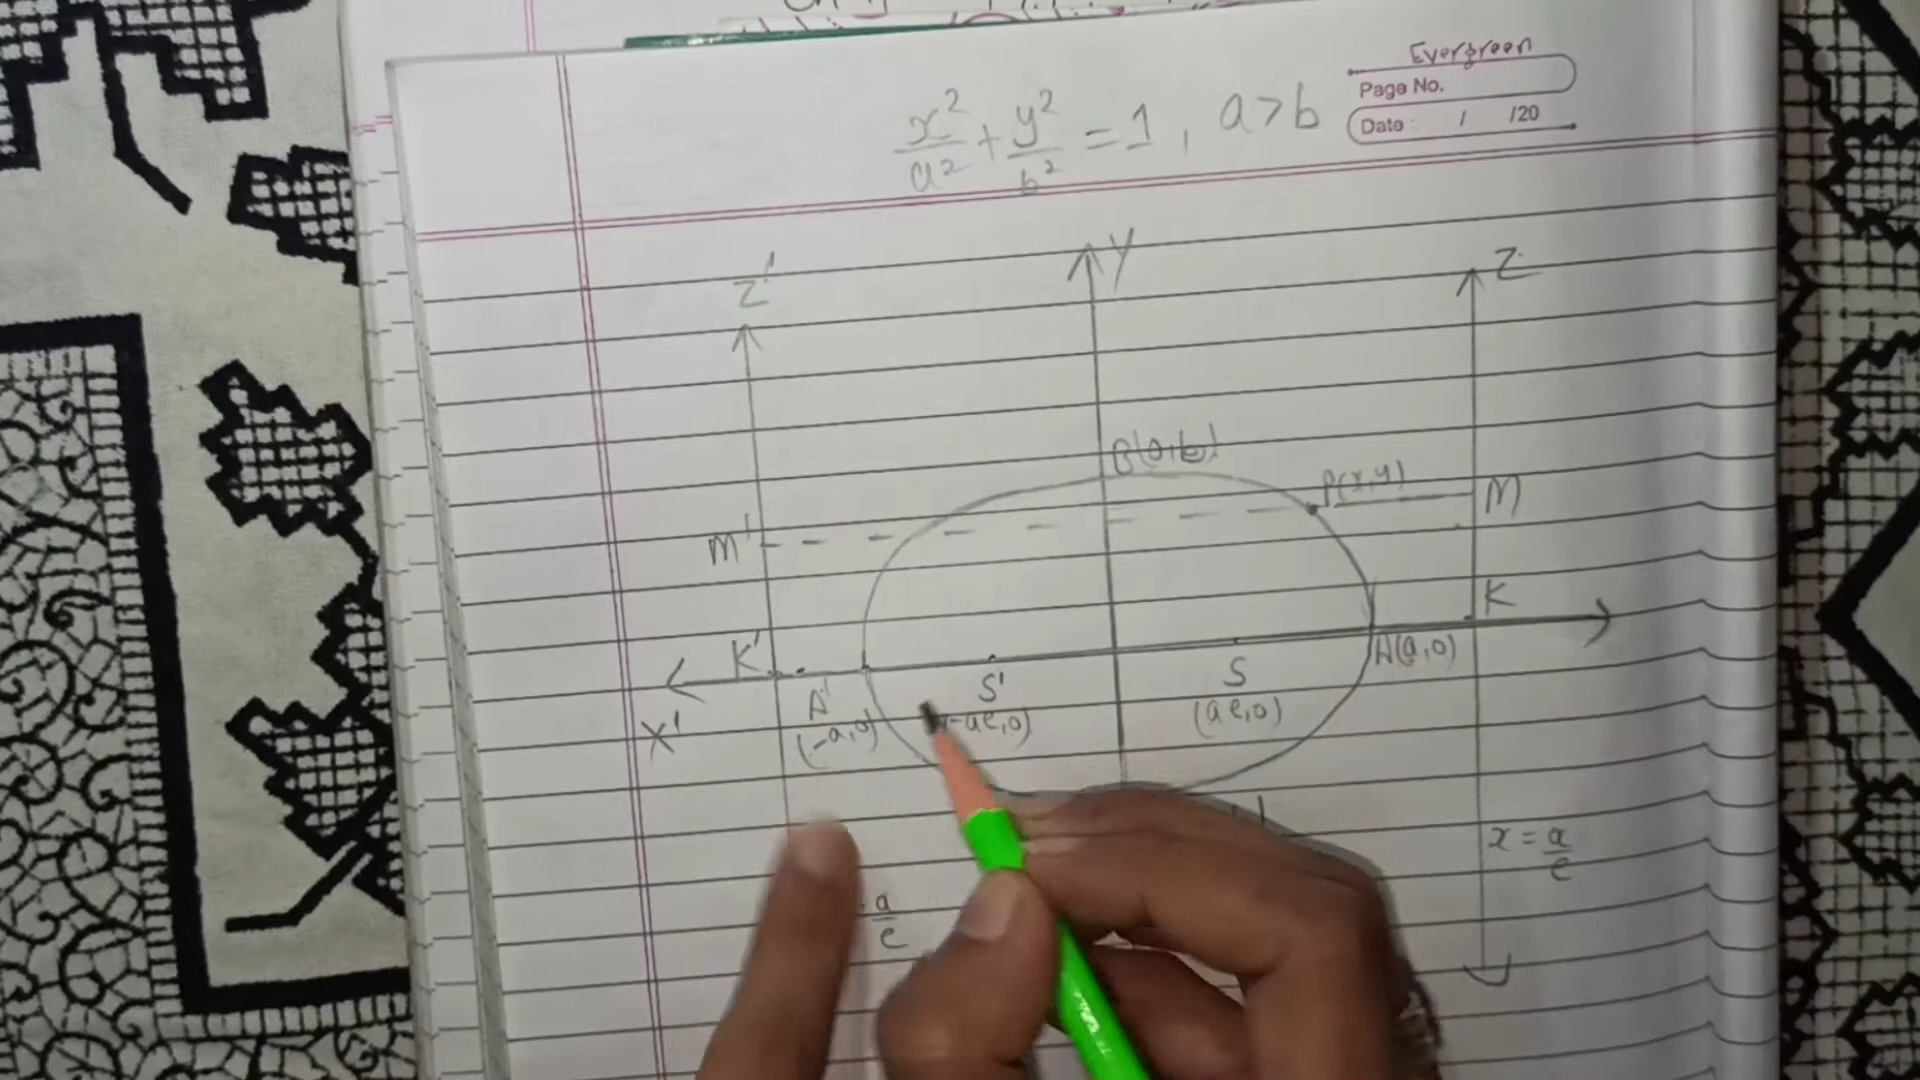 Evergreen
Page No.
Date : / /20
x²/a² + y²/b² = 1, a > b
Z' Y Z
B(0,b)
P(x,y) M
M'
K
K' A(a,0)
A' S' S
(-a,0) (-ae,0) (ae,0)
X'
x = a/e
a/e